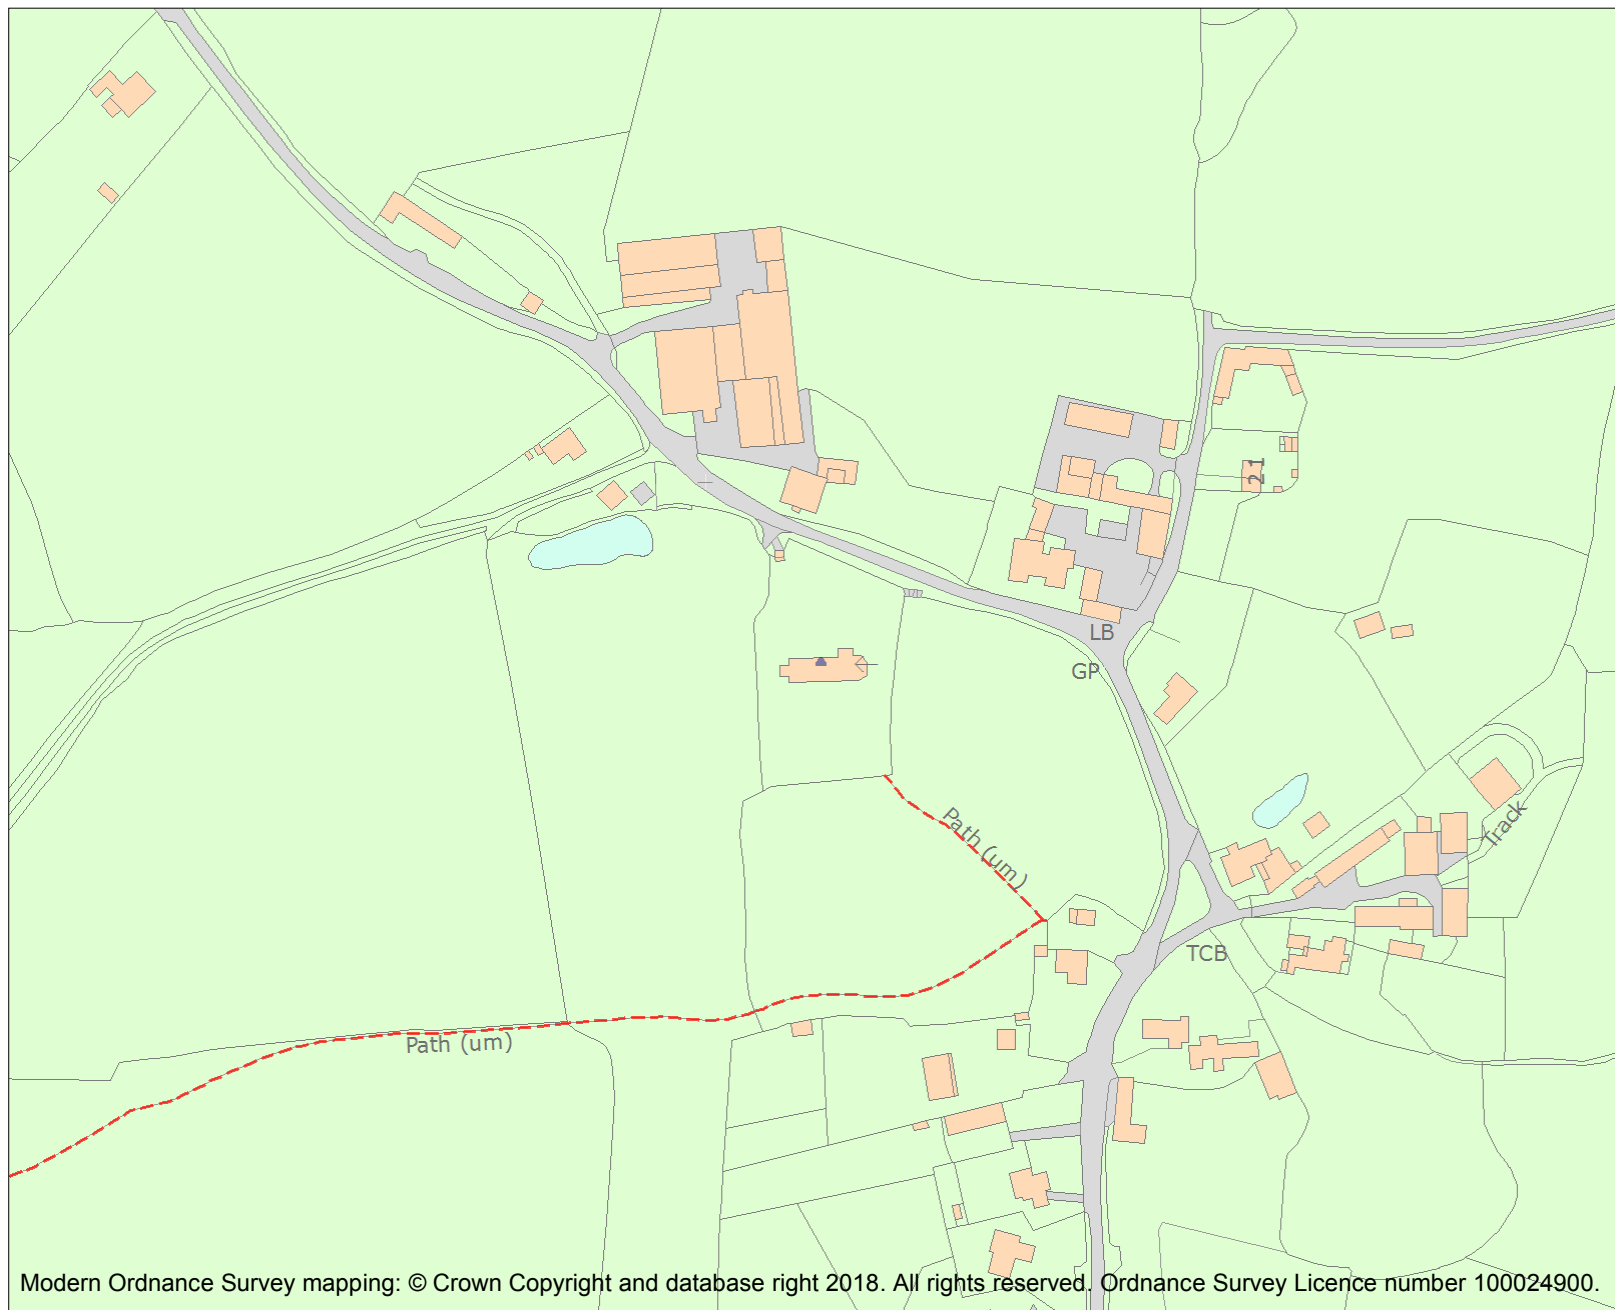 21
LB
GP
Path (um)
Track
TCB
Path (um)
Modern Ordnance Survey mapping: © Crown Copyright and database right 2018. All rights reserved. Ordnance Survey Licence number 100024900.